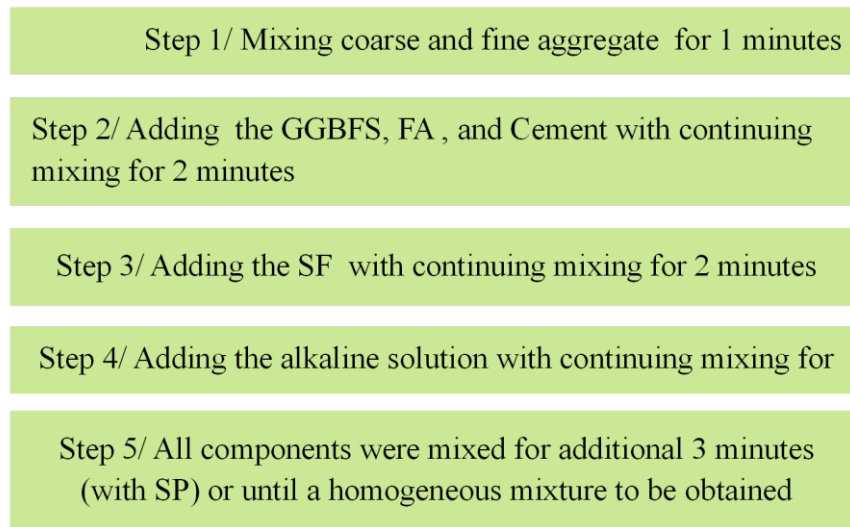 Step 1/ Mixing coarse and fine aggregate for 1 minutes
Step 2/ Adding the GGBFS, FA , and Cement with continuing
mixing for 2 minutes
Step 3/ Adding the SF with continuing mixing for 2 minutes
Step 4/ Adding the alkaline solution with continuing mixing for
Step 5/ All components were mixed for additional 3 minutes
(with SP) or until a homogeneous mixture to be obtained